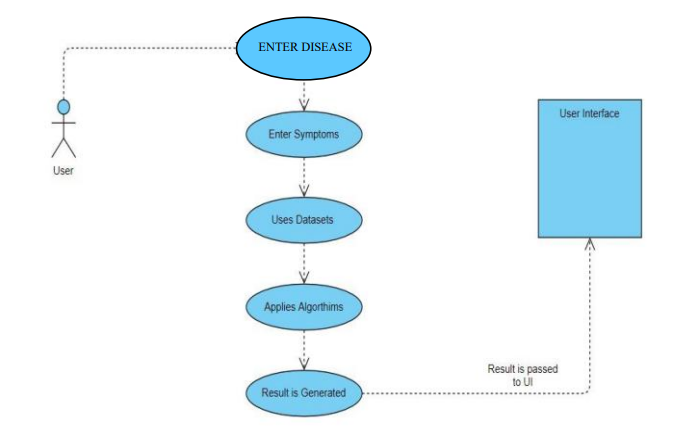 ENTER DISEASE
User Interface
Enter Symptoms
User
Uses Datasets
Applies Algorthims
Result is passed
to UI
Result is Generated